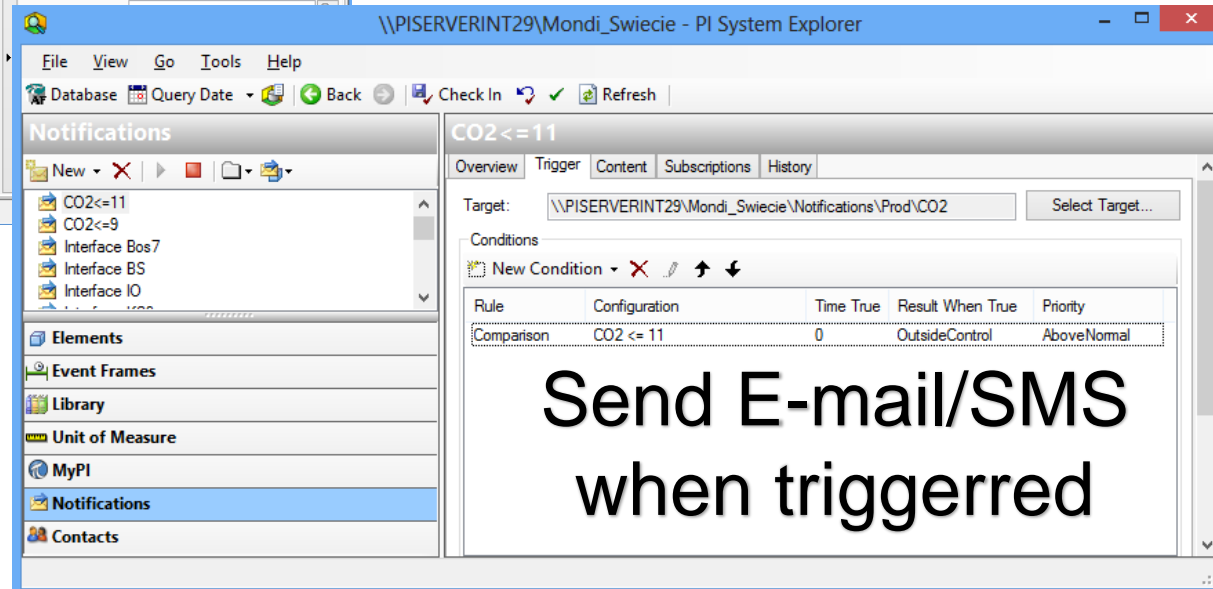 \\PISERVERINT29\Mondi_Swiecie - PI System Explorer
File View Go Tools Help
Database Query Date Back Check In Refresh
Notifications
New
CO2<=11
CO2<=9
Interface Bos7
Interface BS
Interface IO
Elements
Event Frames
Library
Unit of Measure
MyPI
Notifications
Contacts
CO2<=11
Overview Trigger Content Subscriptions History
Target: \\PISERVERINT29\Mondi_Swiecie\Notifications\Prod\CO2 Select Target...
Conditions
New Condition
Rule Configuration Time True Result When True Priority
Comparison CO2 <= 11 0 OutsideControl AboveNormal
Send E-mail/SMS
when triggerred